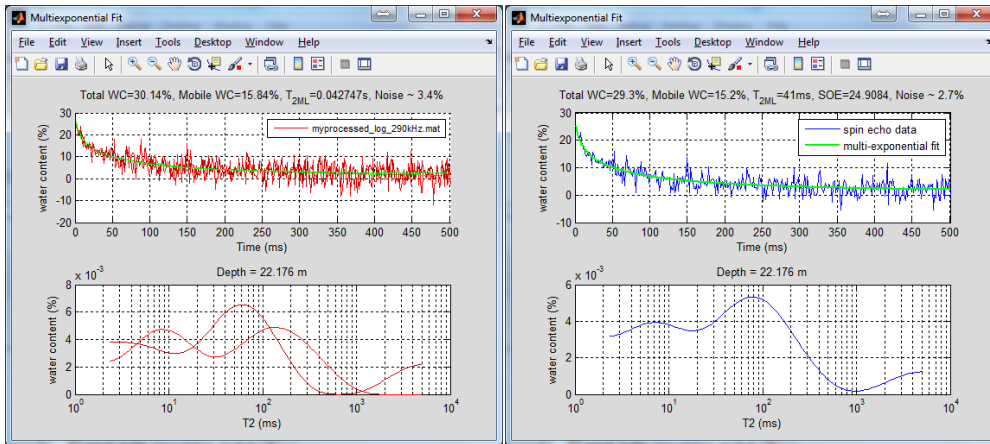 Multiexponential Fit
File Edit View Insert Tools Desktop Window Help
Total WC=30.14%, Mobile WC=15.84%, T2ML=0.042747s, Noise ~ 3.4%
30
20
10
0
-10
-20
water content (%)
myprocessed_log_290kHz.mat
0 50 100 150 200 250 300 350 400 450 500
Time (ms)
x 10^-3
Depth = 22.176 m
8
6
4
2
0
water content (%)
10^0 10^1 10^2 10^3 10^4
T2 (ms)
Multiexponential Fit
File Edit View Insert Tools Desktop Window Help
Total WC=29.3%, Mobile WC=15.2%, T2ML=41ms, SOE=24.9084, Noise ~ 2.7%
30
20
10
0
-10
water content (%)
spin echo data
multi-exponential fit
0 50 100 150 200 250 300 350 400 450 500
Time (ms)
x 10^-3
Depth = 22.176 m
6
4
2
0
water content (%)
10^0 10^1 10^2 10^3 10^4
T2 (ms)